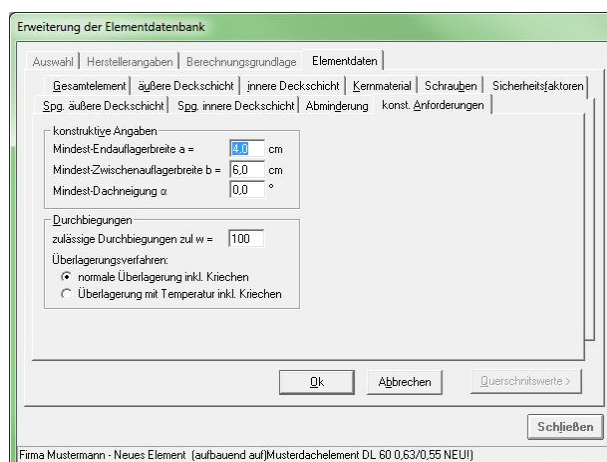 Erweiterung der Elementdatenbank
Auswahl Herstellerangaben Berechnungsgrundlage Elementdaten
Gesamtelement äußere Deckschicht innere Deckschicht Kernmaterial Schrauben Sicherheitsfaktoren
Spg. äußere Deckschicht Spg. innere Deckschicht Abminderung konst. Anforderungen
konstruktive Angaben
Mindest-Endauflagerbreite a = 4,0 cm
Mindest-Zwischenauflagerbreite b = 6,0 cm
Mindest-Dachneigung α 0,0 °
Durchbiegungen
zulässige Durchbiegungen zul w = 100
Überlagerungsverfahren:
normale Überlagerung inkl. Kriechen
Überlagerung mit Temperatur inkl. Kriechen
Ok Abbrechen Querschnitswerte >
Schließen
Firma Mustermann - Neues Element (aufbauend auf)Musterdachelement DL 60 0,63/0,55 NEU!)